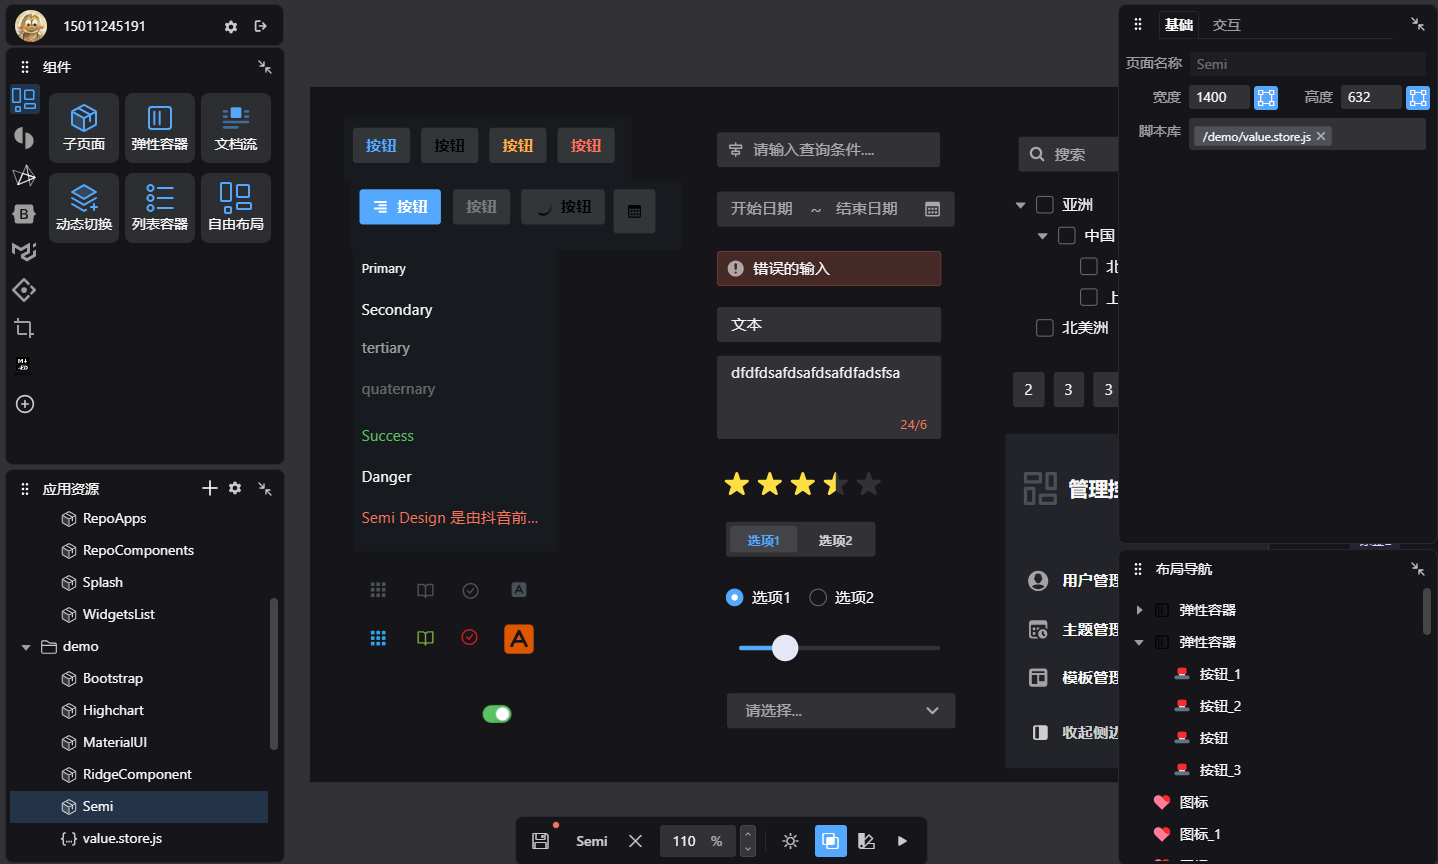 15011245191
组件
子页面
弹性容器
文档流
动态切换
列表容器
自由布局
应用资源
RepoApps
RepoComponents
Splash
WidgetsList
demo
Bootstrap
Highchart
MaterialUI
RidgeComponent
Semi
value.store.js
按钮 按钮 按钮 按钮
按钮 按钮 按钮
Primary
Secondary
tertiary
quaternary
Success
Danger
Semi Design 是由抖音前...
请输入查询条件....
开始日期 ~ 结束日期
错误的输入
文本
dfdfdsafdsafdsafdfadsfsa
24/6
选项1 选项2
选项1 选项2
请选择...
搜索
亚洲
中国
北
上
北美洲
2 3 3
管理控
用户管理
主题管理
模板管理
收起侧边
Semi
110 %
基础 交互
页面名称 Semi
宽度 1400 高度 632
脚本库 /demo/value.store.js
布局导航
弹性容器
弹性容器
按钮_1
按钮_2
按钮
按钮_3
图标
图标_1